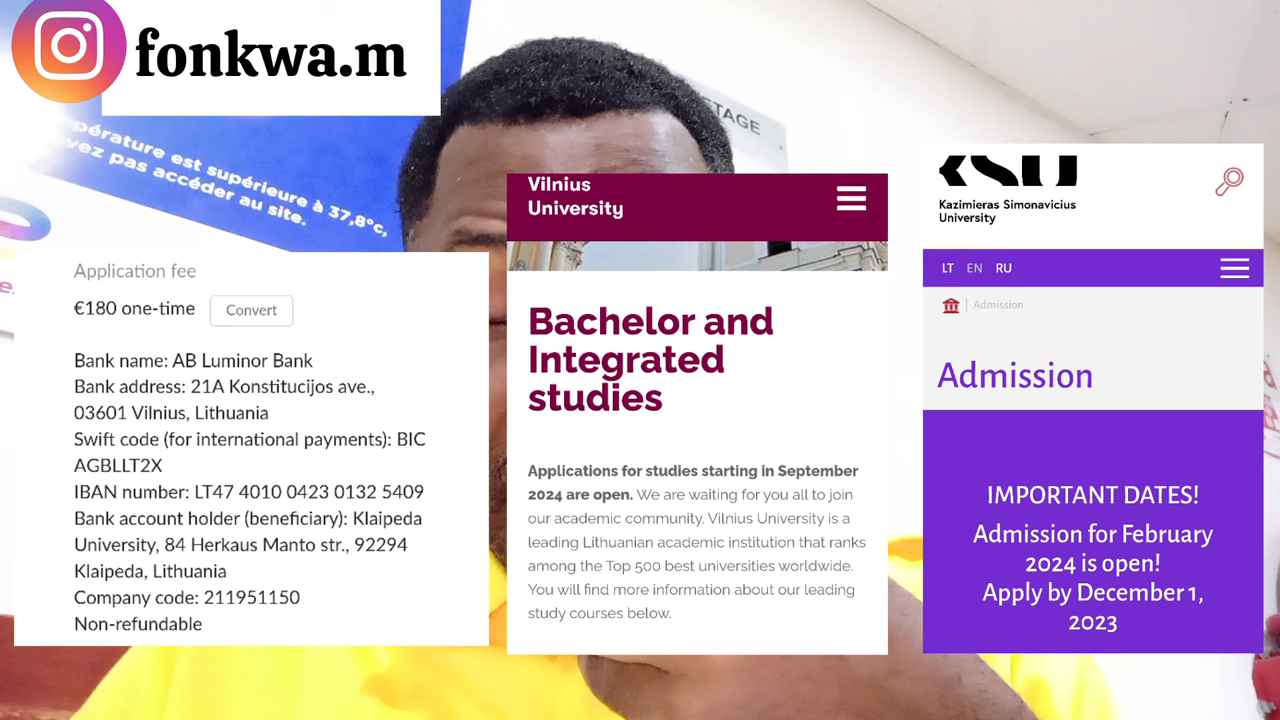 fonkwa.m
TAGE
pérature est supérieure à 37,8°c,
vez pas accéder au site.
Application fee
€180 one-time Convert
Bank name: AB Luminor Bank
Bank address: 21A Konstitucijos ave.,
03601 Vilnius, Lithuania
Swift code (for international payments): BIC
AGBLLT2X
IBAN number: LT47 4010 0423 0132 5409
Bank account holder (beneficiary): Klaipeda
University, 84 Herkaus Manto str., 92294
Klaipeda, Lithuania
Company code: 211951150
Non-refundable
Vilnius
University
Bachelor and
Integrated
studies
Applications for studies starting in September
2024 are open. We are waiting for you all to join
our academic community. Vilnius University is a
leading Lithuanian academic institution that ranks
among the Top 500 best universities worldwide.
You will find more information about our leading
study courses below.
KSU
Kazimieras Simonavicius
University
LT EN RU
| Admission
Admission
IMPORTANT DATES!
Admission for February
2024 is open!
Apply by December 1,
2023